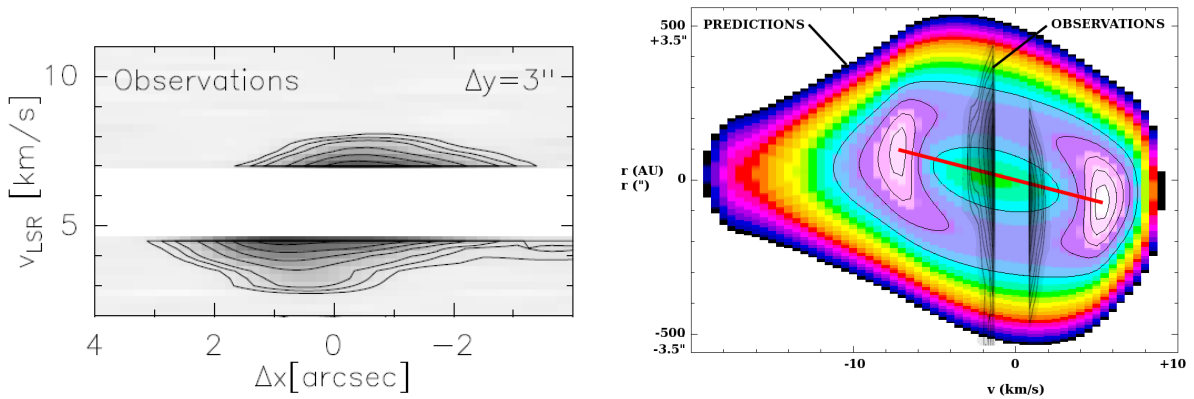 10
Observations
Δy=3"
v_LSR [km/s]
5
4
2
0
−2
Δx[arcsec]
500
+3.5"
PREDICTIONS
OBSERVATIONS
r (AU)
r (")
0
-500
-3.5"
-10
0
+10
v (km/s)